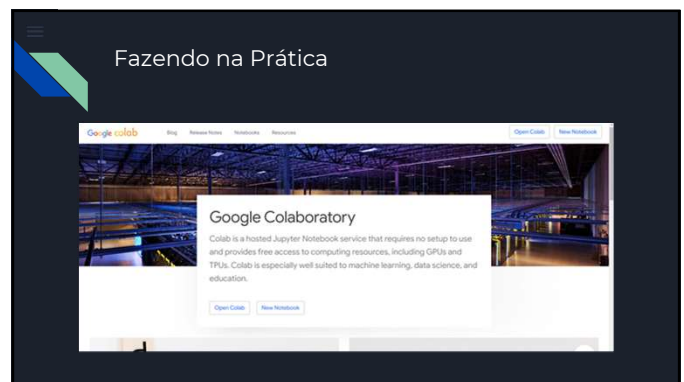 Fazendo na Prática
Google colab Blog Release Notes Notebooks Resources Open Colab New Notebook
Google Colaboratory
Colab is a hosted Jupyter Notebook service that requires no setup to use
and provides free access to computing resources, including GPUs and
TPUs. Colab is especially well suited to machine learning, data science, and
education.
Open Colab New Notebook